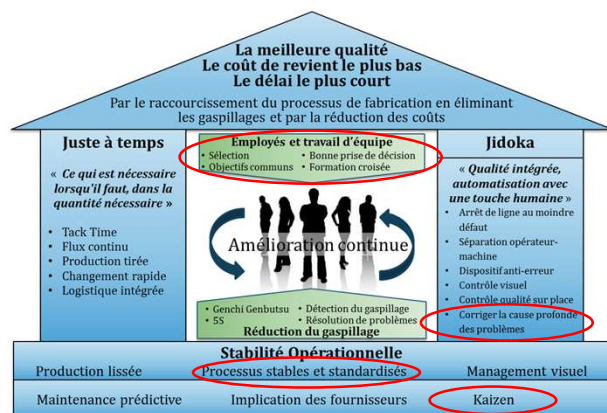 La meilleure qualité
Le coût de revient le plus bas
Le délai le plus court
Par le raccourcissement du processus de fabrication en éliminant
les gaspillages et par la réduction des coûts
Juste à temps
« Ce qui est nécessaire
lorsqu'il faut, dans la
quantité nécessaire »
• Tack Time
• Flux continu
• Production tirée
• Changement rapide
• Logistique intégrée
Employés et travail d'équipe
• Sélection
• Bonne prise de décision
• Objectifs communs
• Formation croisée
Amélioration continue
• Genchi Genbutsu
• Détection du gaspillage
• 5S
• Résolution de problèmes
Réduction du gaspillage
Jidoka
« Qualité intégrée,
automatisation avec
une touche humaine »
• Arrêt de ligne au moindre
défaut
• Séparation opérateur-
machine
• Dispositif anti-erreur
• Contrôle visuel
• Contrôle qualité sur place
• Corriger la cause profonde
des problèmes
Stabilité Opérationnelle
Production lissée
Processus stables et standardisés
Management visuel
Maintenance prédictive
Implication des fournisseurs
Kaizen